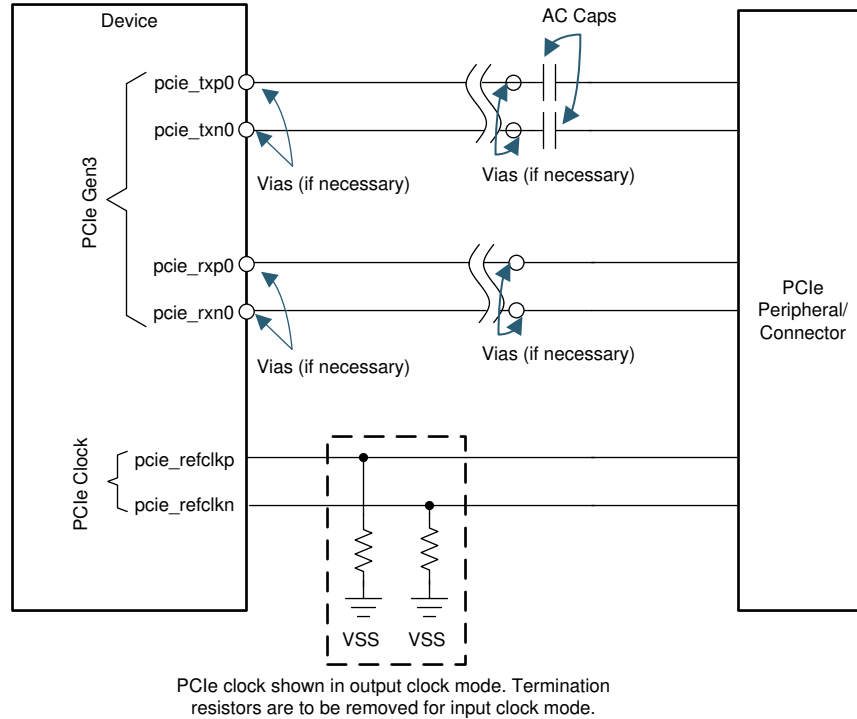 Device
AC Caps
pcie_txp0
pcie_txn0
Vias (if necessary)
Vias (if necessary)
PCIe Gen3
pcie_rxp0
pcie_rxn0
Vias (if necessary)
Vias (if necessary)
PCIe
Peripheral/
Connector
PCIe Clock
pcie_refclkp
pcie_refclkn
VSS
VSS
PCIe clock shown in output clock mode. Termination
resistors are to be removed for input clock mode.